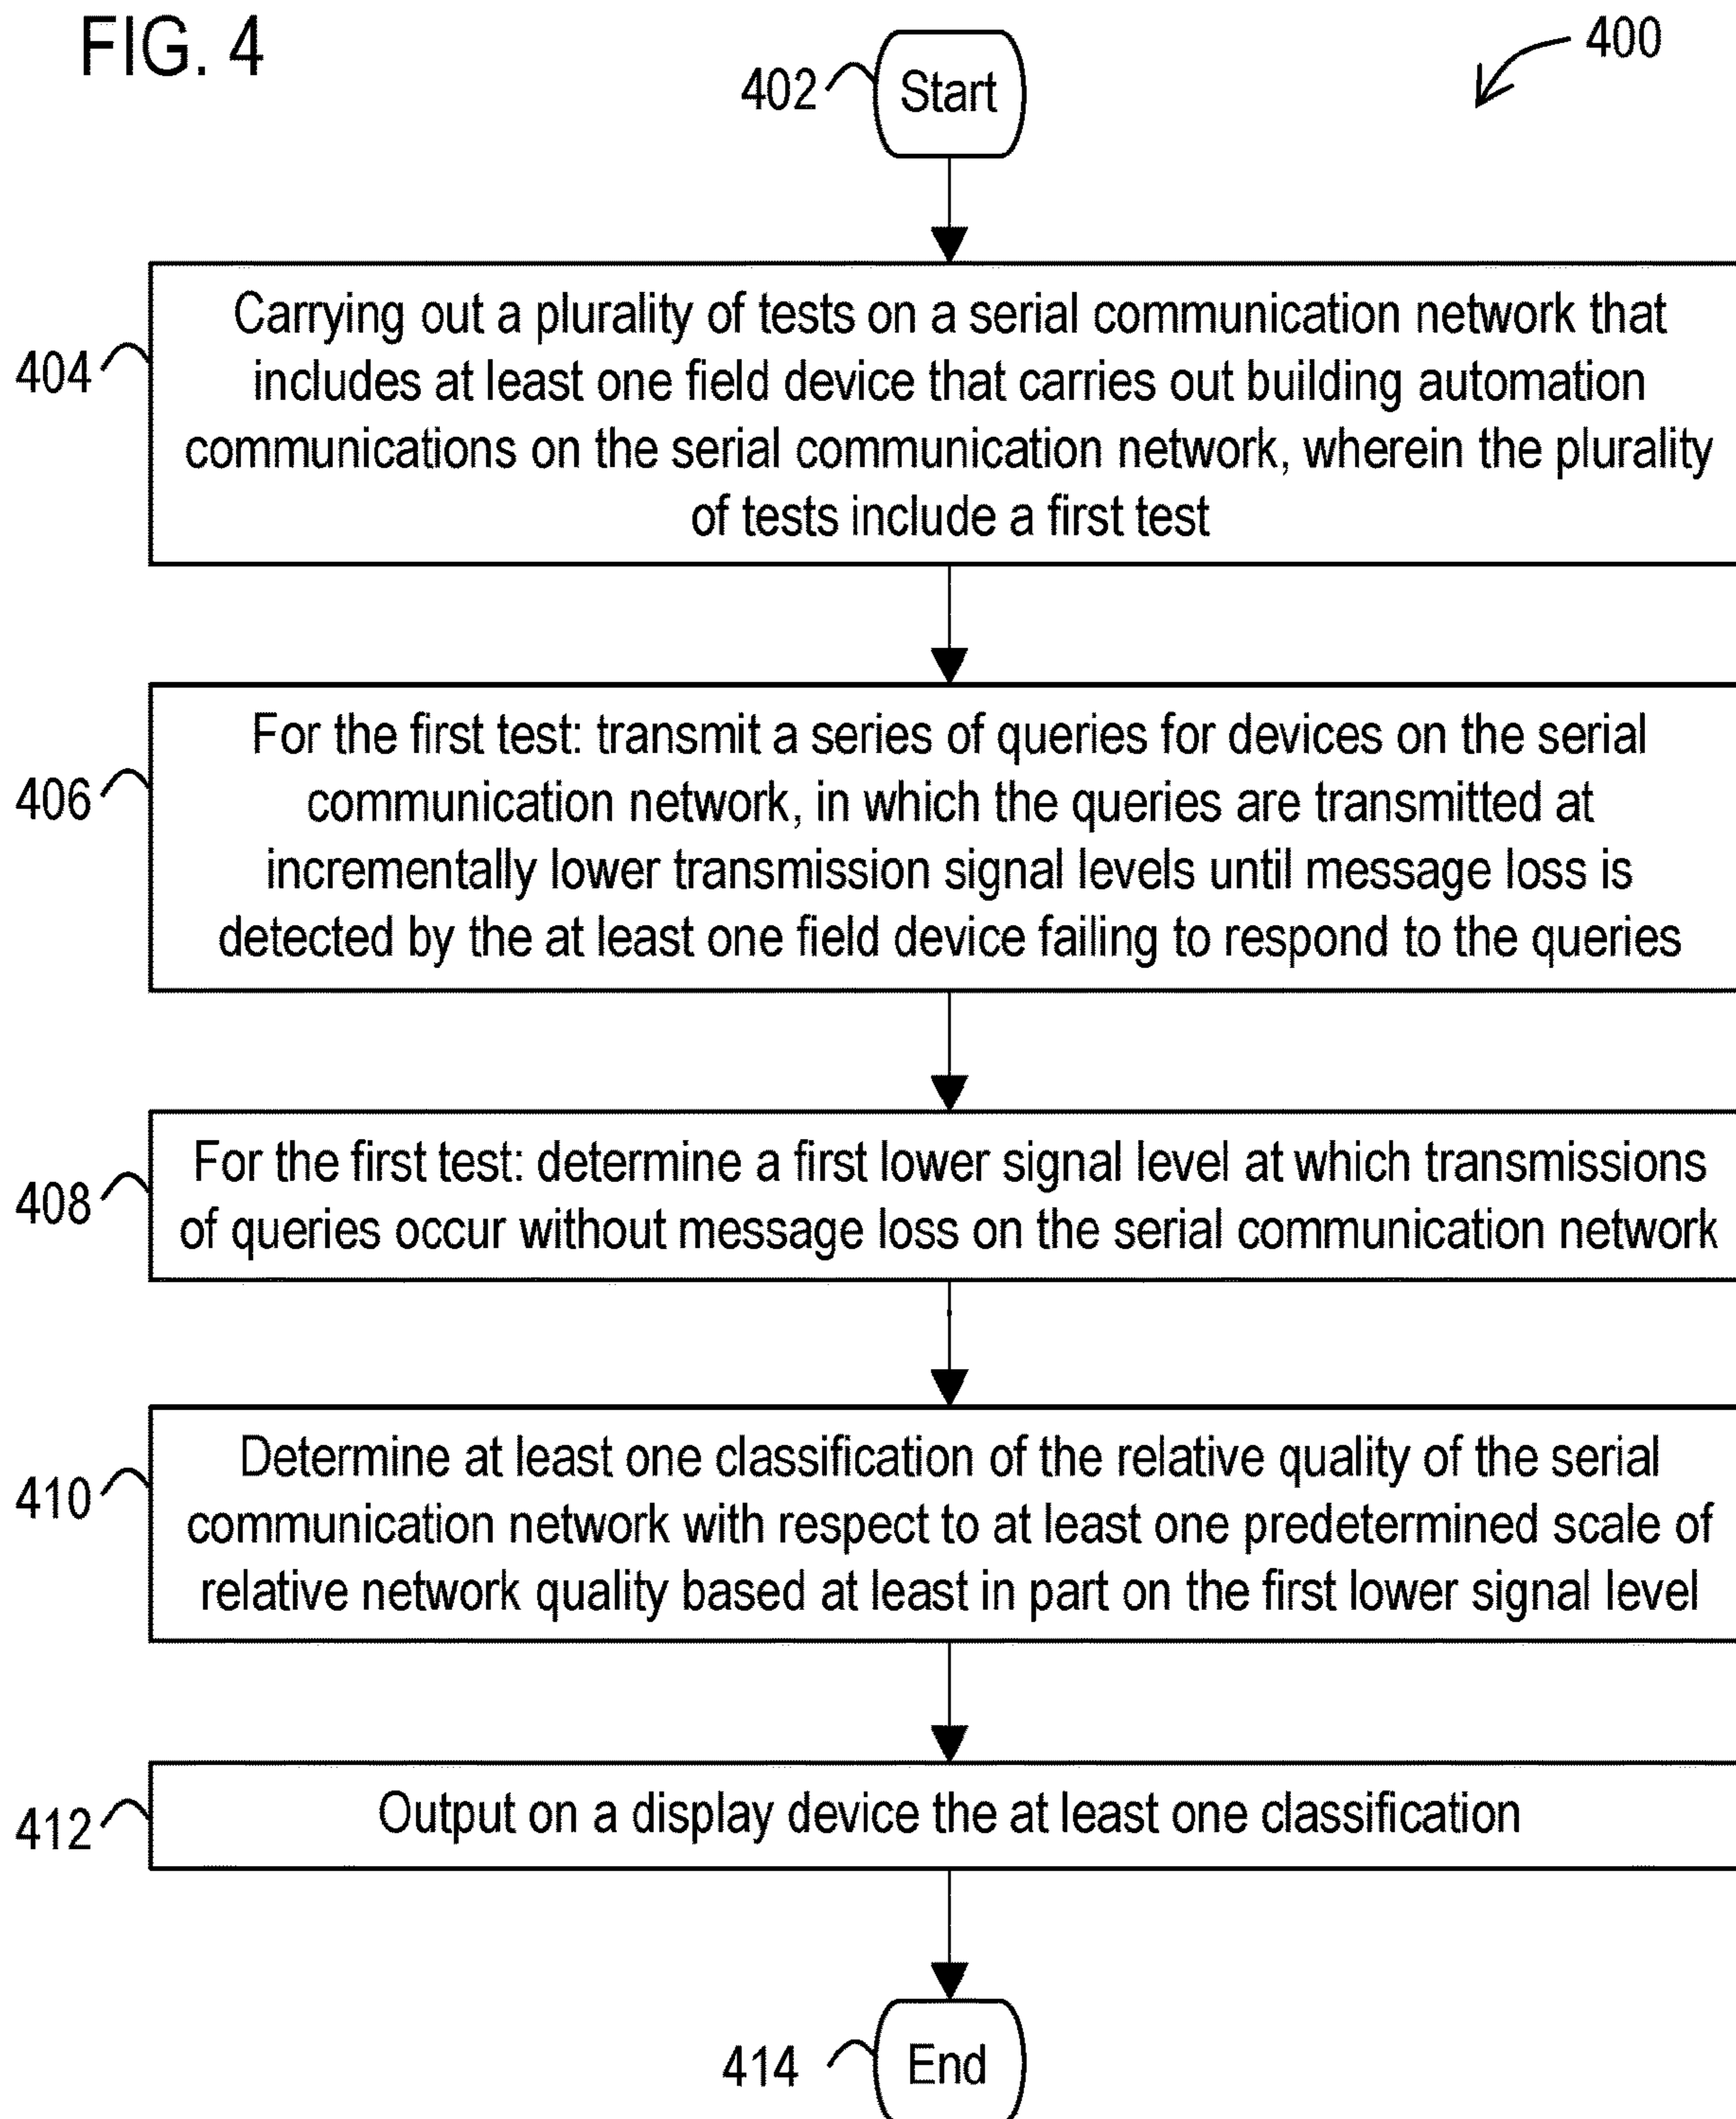 FIG. 4
400
402
Start
404
Carrying out a plurality of tests on a serial communication network that
includes at least one field device that carries out building automation
communications on the serial communication network, wherein the plurality
of tests include a first test
406
For the first test: transmit a series of queries for devices on the serial
communication network, in which the queries are transmitted at
incrementally lower transmission signal levels until message loss is
detected by the at least one field device failing to respond to the queries
408
For the first test: determine a first lower signal level at which transmissions
of queries occur without message loss on the serial communication network
410
Determine at least one classification of the relative quality of the serial
communication network with respect to at least one predetermined scale of
relative network quality based at least in part on the first lower signal level
412
Output on a display device the at least one classification
414
End